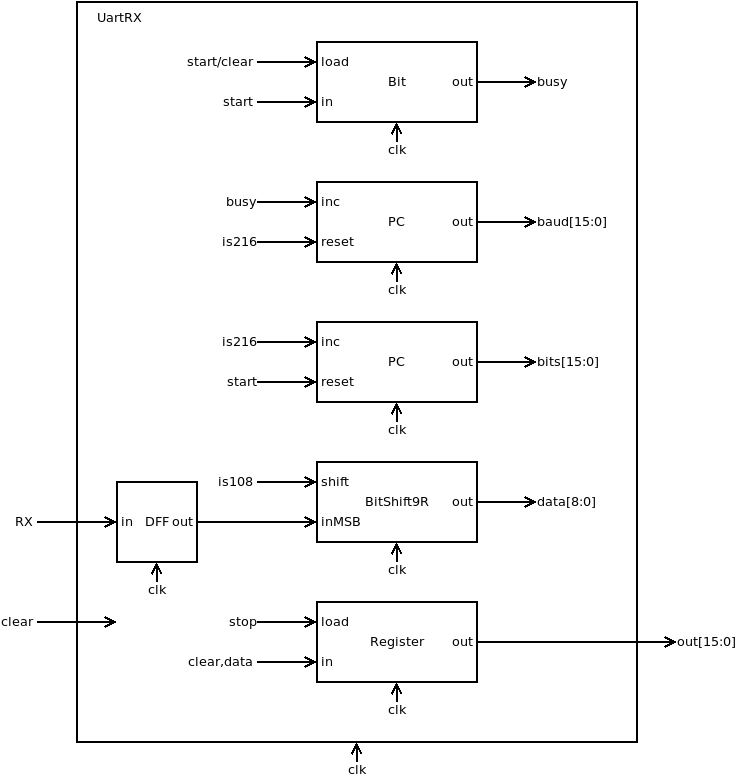 UartRX
start/clear load Bit out busy
start in
clk
busy inc PC out baud[15:0]
is216 reset
clk
is216 inc PC out bits[15:0]
start reset
clk
is108 shift BitShift9R out data[8:0]
RX in DFF out inMSB
clk
clk
clear stop load Register out out[15:0]
clear,data in
clk
clk